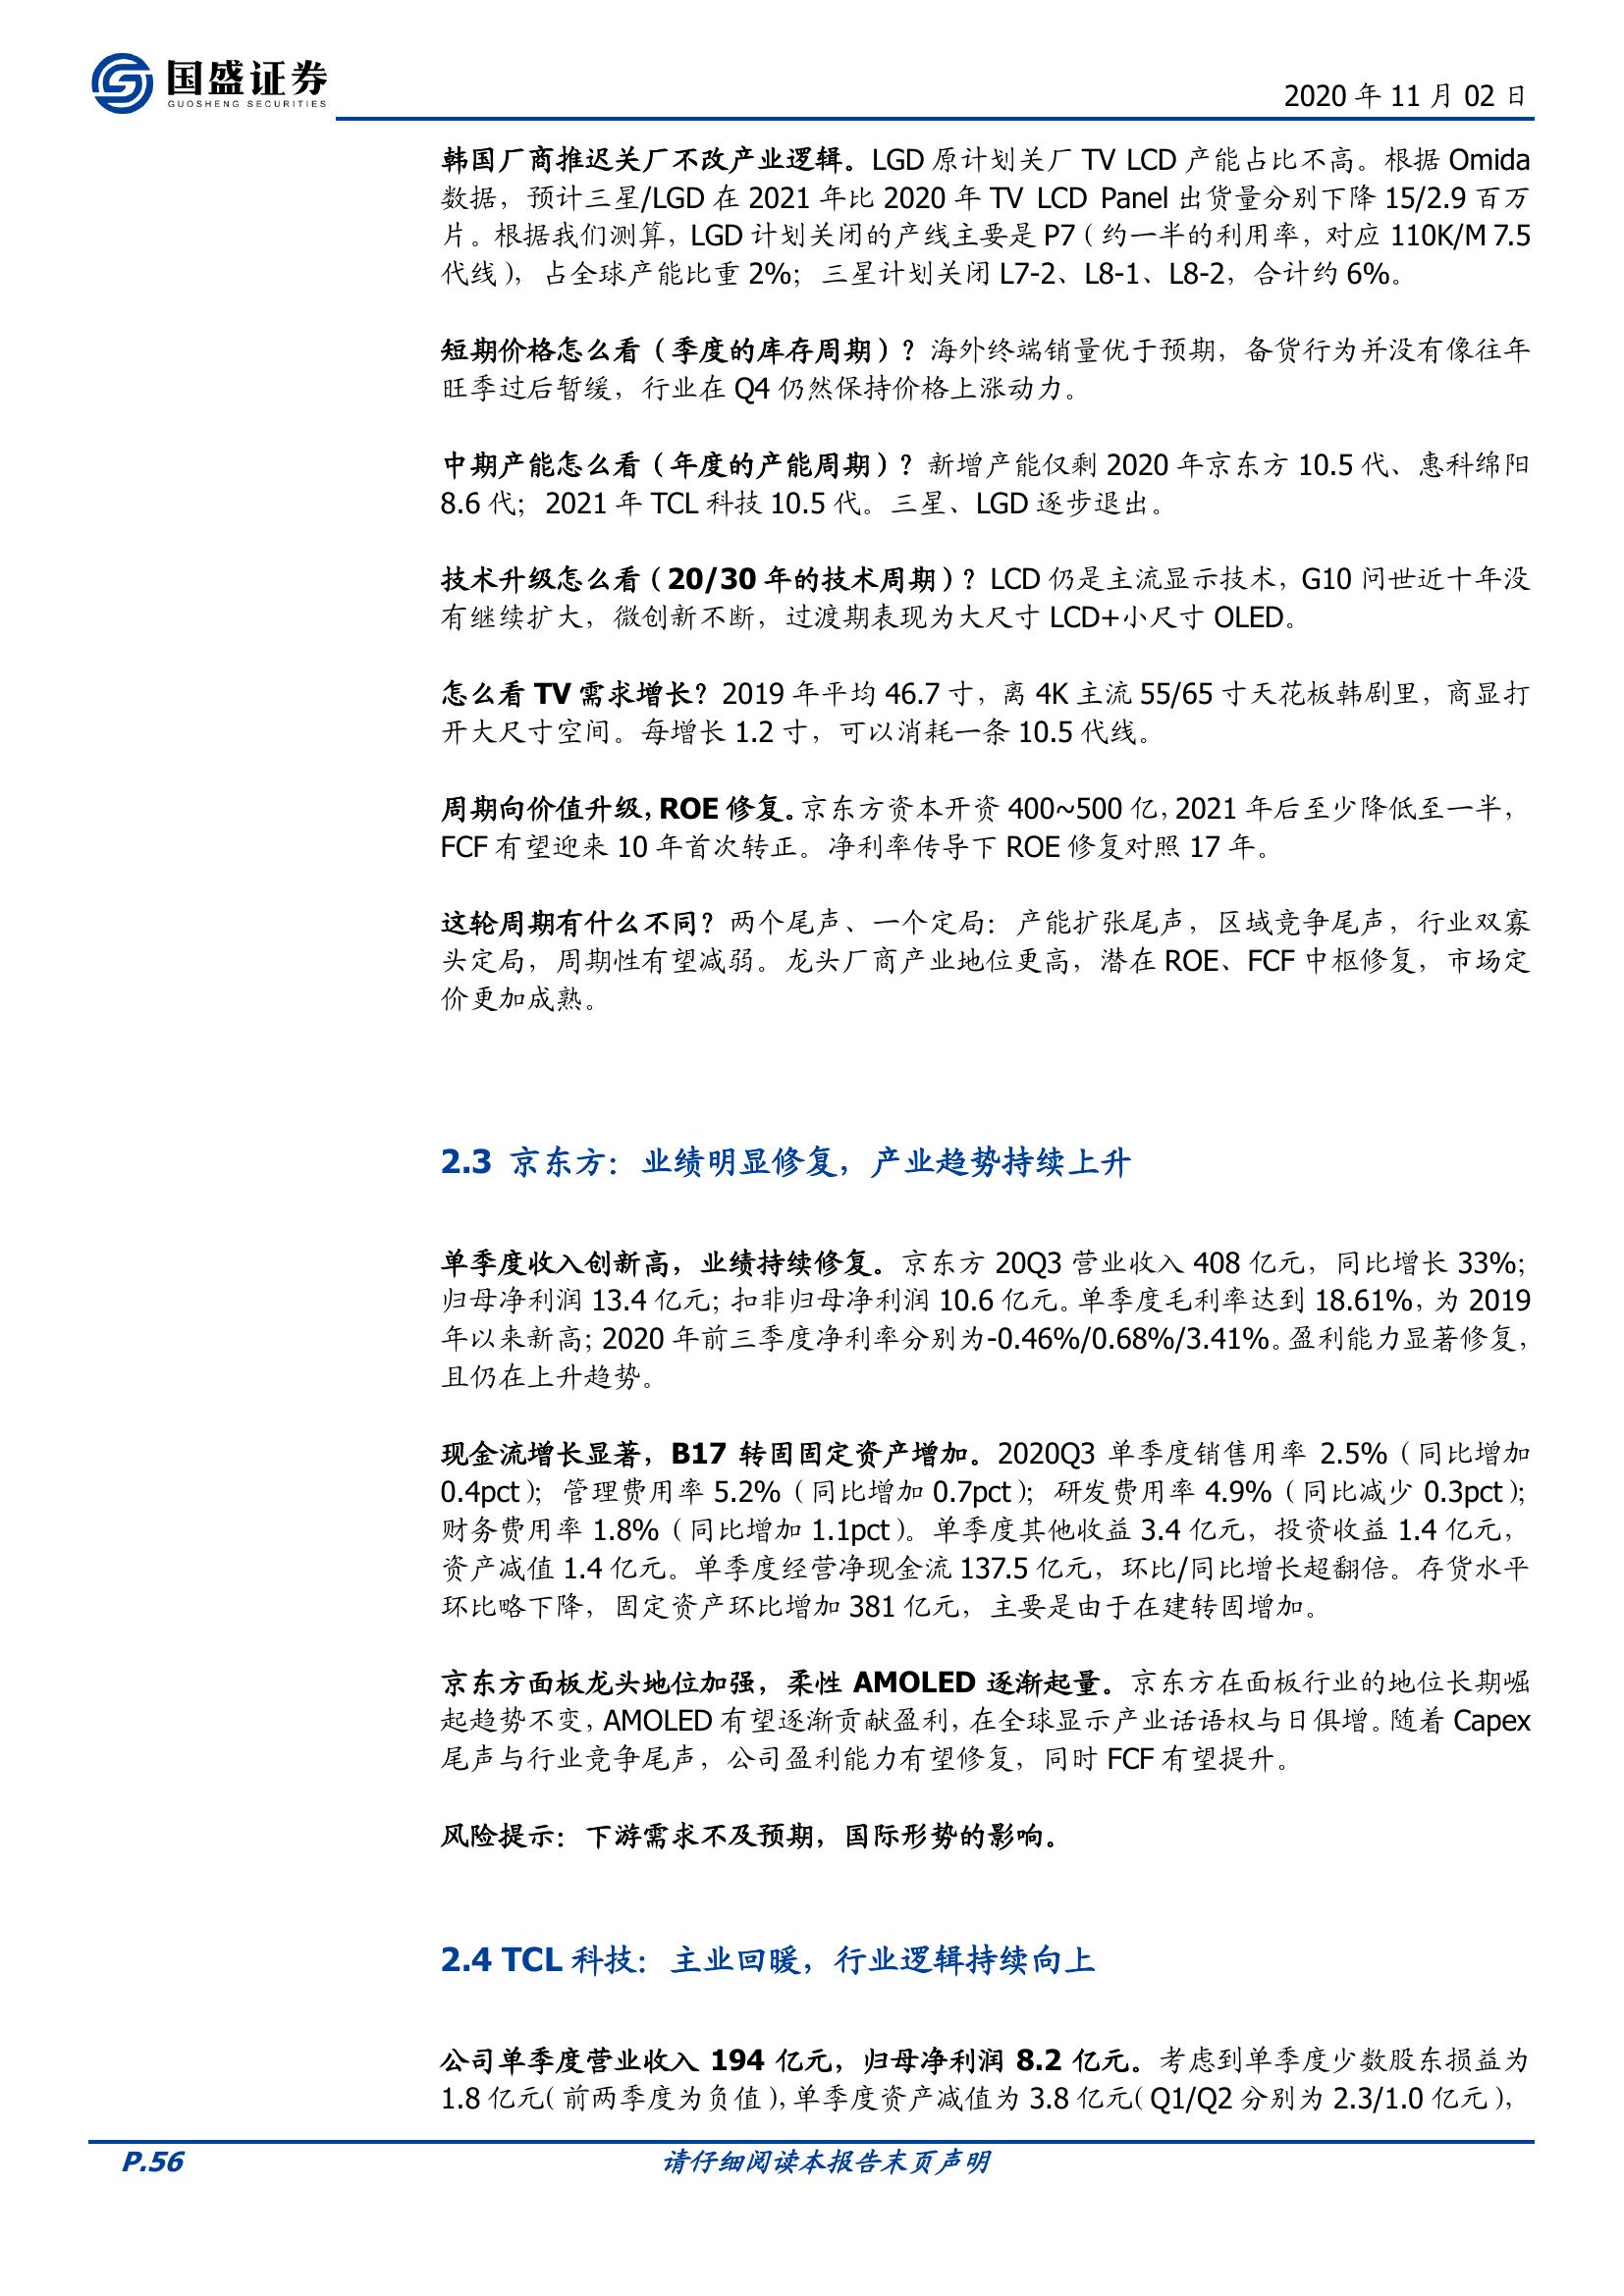 国盛证券
GUOSHENG SECURITIES
2020 年 11 月 02 日
韩国厂商推迟关厂不改产业逻辑。LGD 原计划关厂 TV LCD 产能占比不高。根据 Omida
数据，预计三星/LGD 在 2021 年比 2020 年 TV LCD Panel 出货量分别下降 15/2.9 百万
片。根据我们测算，LGD 计划关闭的产线主要是 P7（约一半的利用率，对应 110K/M 7.5
代线），占全球产能比重 2%；三星计划关闭 L7-2、L8-1、L8-2，合计约 6%。
短期价格怎么看（季度的库存周期）？海外终端销量优于预期，备货行为并没有像往年
旺季过后暂缓，行业在 Q4 仍然保持价格上涨动力。
中期产能怎么看（年度的产能周期）？新增产能仅剩 2020 年京东方 10.5 代、惠科绵阳
8.6 代；2021 年 TCL 科技 10.5 代。三星、LGD 逐步退出。
技术升级怎么看（20/30 年的技术周期）？LCD 仍是主流显示技术，G10 问世近十年没
有继续扩大，微创新不断，过渡期表现为大尺寸 LCD+小尺寸 OLED。
怎么看 TV 需求增长？2019 年平均 46.7 寸，离 4K 主流 55/65 寸天花板韩剧里，商显打
开大尺寸空间。每增长 1.2 寸，可以消耗一条 10.5 代线。
周期向价值升级，ROE 修复。京东方资本开资 400~500 亿，2021 年后至少降低至一半，
FCF 有望迎来 10 年首次转正。净利率传导下 ROE 修复对照 17 年。
这轮周期有什么不同？两个尾声、一个定局：产能扩张尾声，区域竞争尾声，行业双寡
头定局，周期性有望减弱。龙头厂商产业地位更高，潜在 ROE、FCF 中枢修复，市场定
价更加成熟。
2.3 京东方：业绩明显修复，产业趋势持续上升
单季度收入创新高，业绩持续修复。京东方 20Q3 营业收入 408 亿元，同比增长 33%；
归母净利润 13.4 亿元；扣非归母净利润 10.6 亿元。单季度毛利率达到 18.61%，为 2019
年以来新高；2020 年前三季度净利率分别为-0.46%/0.68%/3.41%。盈利能力显著修复，
且仍在上升趋势。
现金流增长显著，B17 转固固定资产增加。2020Q3 单季度销售用率 2.5%（同比增加
0.4pct）；管理费用率 5.2%（同比增加 0.7pct）；研发费用率 4.9%（同比减少 0.3pct）；
财务费用率 1.8%（同比增加 1.1pct）。单季度其他收益 3.4 亿元，投资收益 1.4 亿元，
资产减值 1.4 亿元。单季度经营净现金流 137.5 亿元，环比/同比增长超翻倍。存货水平
环比略下降，固定资产环比增加 381 亿元，主要是由于在建转固增加。
京东方面板龙头地位加强，柔性 AMOLED 逐渐起量。京东方在面板行业的地位长期崛
起趋势不变，AMOLED 有望逐渐贡献盈利，在全球显示产业话语权与日俱增。随着 Capex
尾声与行业竞争尾声，公司盈利能力有望修复，同时 FCF 有望提升。
风险提示：下游需求不及预期，国际形势的影响。
2.4 TCL 科技：主业回暖，行业逻辑持续向上
公司单季度营业收入 194 亿元，归母净利润 8.2 亿元。考虑到单季度少数股东损益为
1.8 亿元（前两季度为负值），单季度资产减值为 3.8 亿元（Q1/Q2 分别为 2.3/1.0 亿元），
P.56
请仔细阅读本报告末页声明